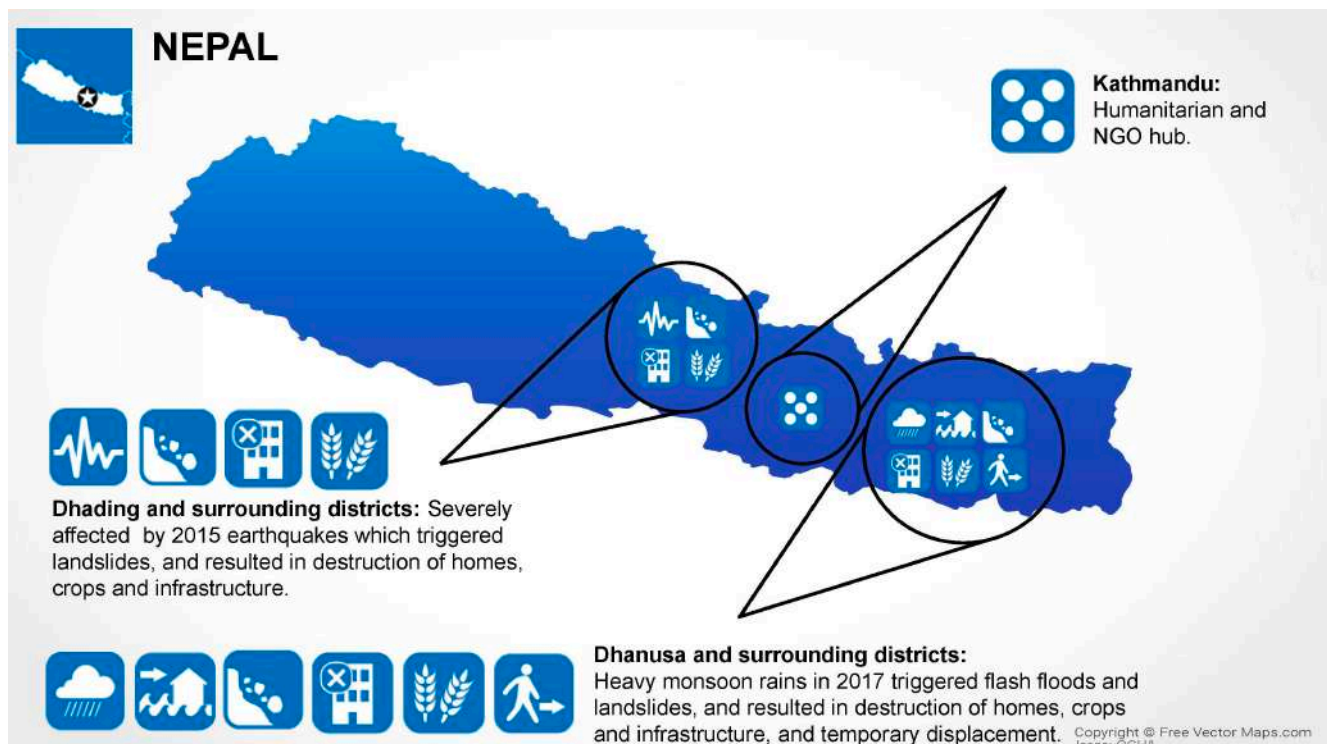 NEPAL
Kathmandu:
Humanitarian and
NGO hub.
Dhading and surrounding districts: Severely
affected by 2015 earthquakes which triggered
landslides, and resulted in destruction of homes,
crops and infrastructure.
Dhanusa and surrounding districts:
Heavy monsoon rains in 2017 triggered flash floods and
landslides, and resulted in destruction of homes, crops
and infrastructure, and temporary displacement.
Copyright © Free Vector Maps.com